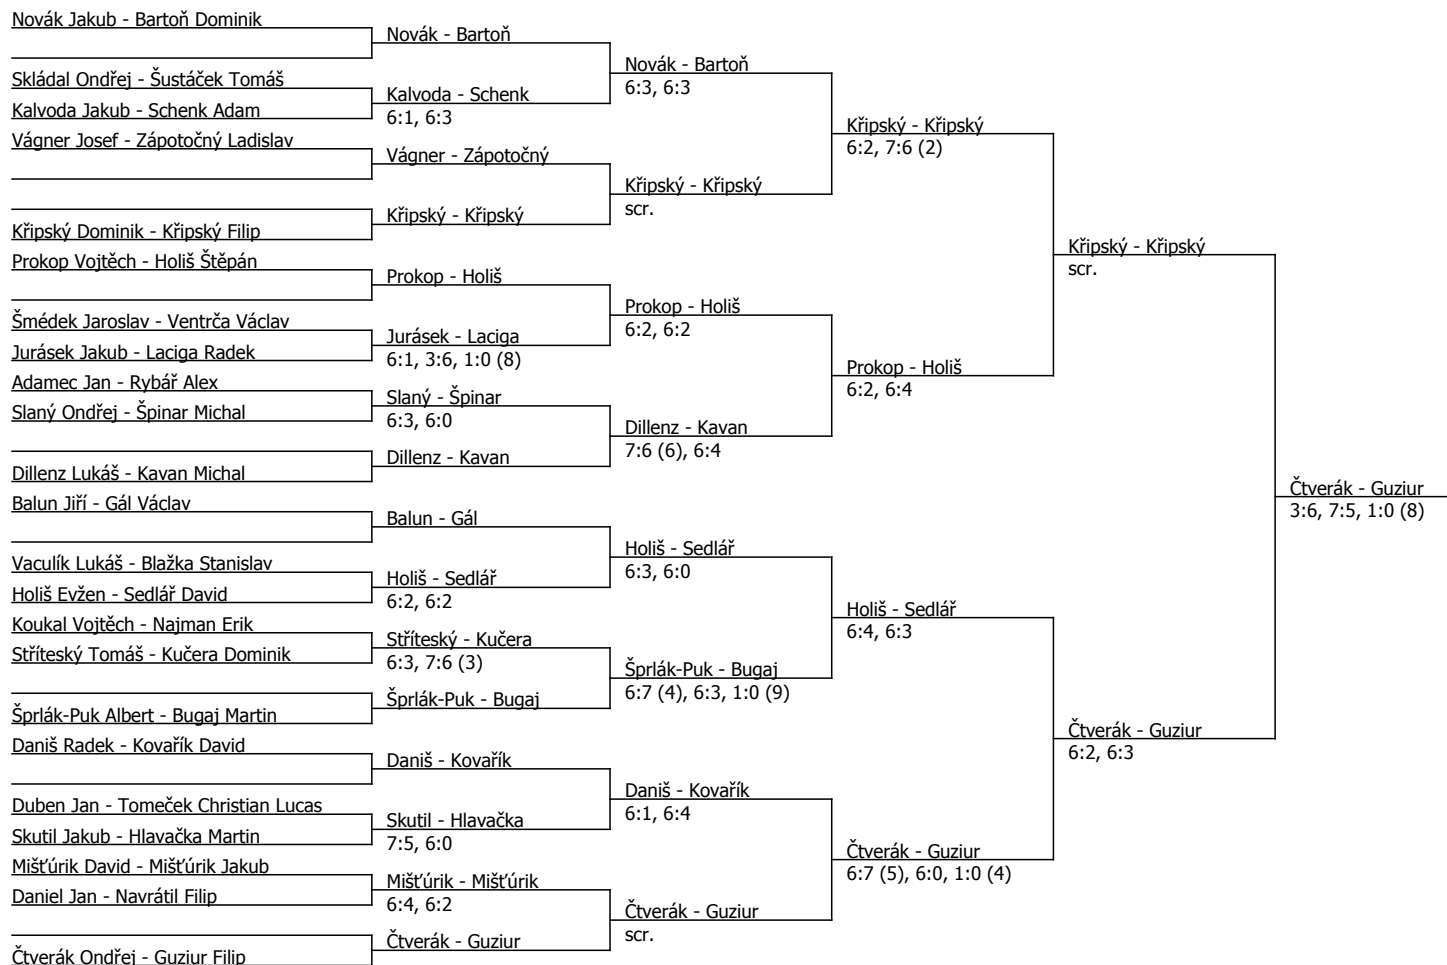 Novák Jakub - Bartoň Dominik
Skládal Ondřej - Šustáček Tomáš
Kalvoda Jakub - Schenk Adam
Vágner Josef - Zápotočný Ladislav
Křipský Dominik - Křipský Filip
Prokop Vojtěch - Holiš Štěpán
Šmédek Jaroslav - Ventrča Václav
Jurásek Jakub - Laciga Radek
Adamec Jan - Rybář Alex
Slaný Ondřej - Špinar Michal
Dillenz Lukáš - Kavan Michal
Balun Jiří - Gál Václav
Vaculík Lukáš - Blažka Stanislav
Holiš Evžen - Sedlář David
Koukal Vojtěch - Najman Erik
Stříteský Tomáš - Kučera Dominik
Šprlák-Puk Albert - Bugaj Martin
Daniš Radek - Kovařík David
Duben Jan - Tomeček Christian Lucas
Skutil Jakub - Hlavačka Martin
Mišťúrik David - Mišťúrik Jakub
Daniel Jan - Navrátil Filip
Čtverák Ondřej - Guziur Filip
Novák - Bartoň
Kalvoda - Schenk
6:1, 6:3
Vágner - Zápotočný
Křipský - Křipský
Prokop - Holiš
Jurásek - Laciga
6:1, 3:6, 1:0 (8)
Slaný - Špinar
6:3, 6:0
Dillenz - Kavan
Balun - Gál
Holiš - Sedlář
6:2, 6:2
Stříteský - Kučera
6:3, 7:6 (3)
Šprlák-Puk - Bugaj
Daniš - Kovařík
Skutil - Hlavačka
7:5, 6:0
Mišťúrik - Mišťúrik
6:4, 6:2
Čtverák - Guziur
Novák - Bartoň
6:3, 6:3
Křipský - Křipský
scr.
Prokop - Holiš
6:2, 6:2
Dillenz - Kavan
7:6 (6), 6:4
Holiš - Sedlář
6:3, 6:0
Šprlák-Puk - Bugaj
6:7 (4), 6:3, 1:0 (9)
Daniš - Kovařík
6:1, 6:4
Čtverák - Guziur
scr.
Křipský - Křipský
6:2, 7:6 (2)
Prokop - Holiš
6:2, 6:4
Holiš - Sedlář
6:4, 6:3
Čtverák - Guziur
6:7 (5), 6:0, 1:0 (4)
Křipský - Křipský
scr.
Čtverák - Guziur
6:2, 6:3
Čtverák - Guziur
3:6, 7:5, 1:0 (8)